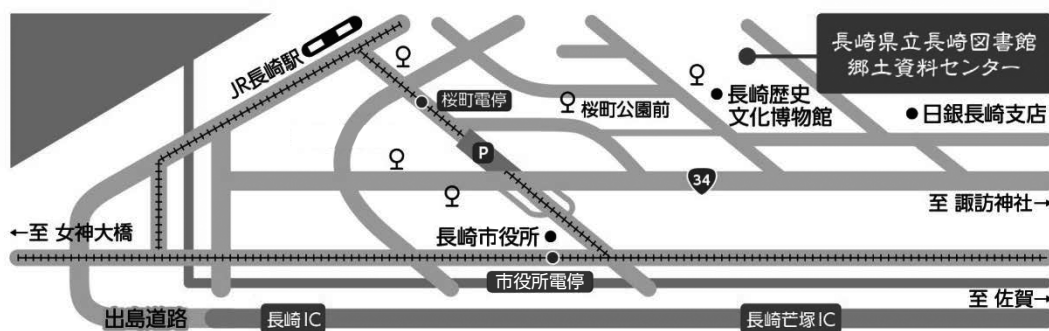 長崎県立長崎図書館
郷土資料センター
JR長崎駅
桜町電停
桜町公園前
長崎歴史
文化博物館
日銀長崎支店
P
34
至 諏訪神社→
←至 女神大橋
長崎市役所
市役所電停
至 佐賀→
出島道路
長崎IC
長崎芒塚IC